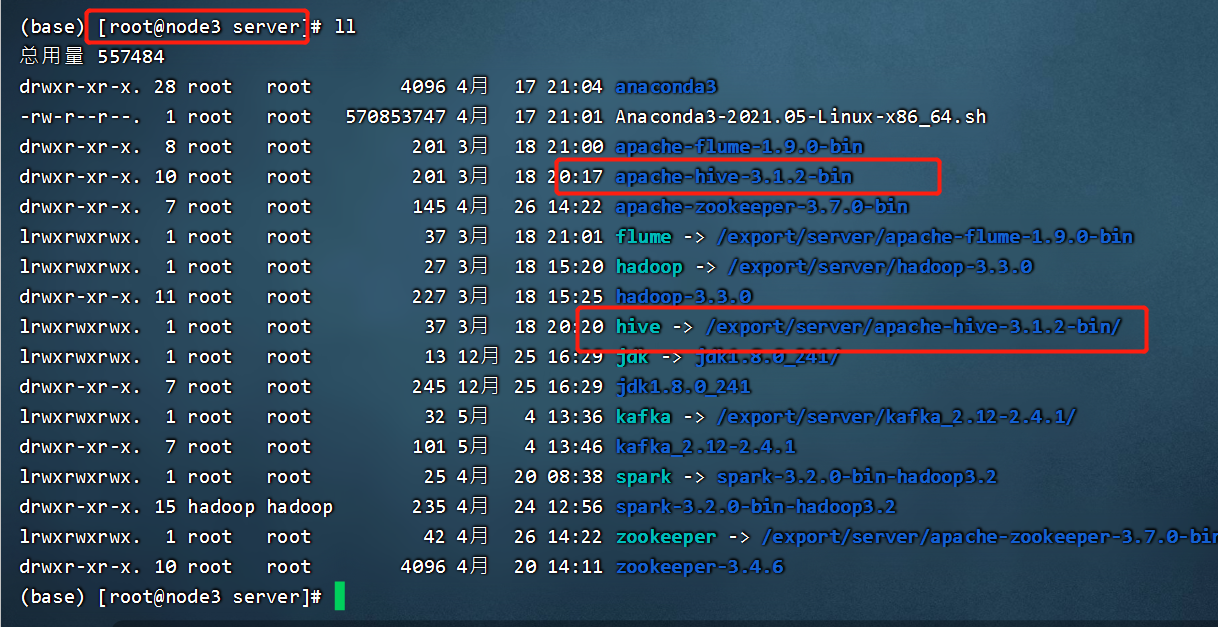 (base) [root@node3 server]# ll
总用量 557484
drwxr-xr-x. 28 root   root        4096 4月  17 21:04 anaconda3
-rw-r--r--.  1 root   root   570853747 4月  17 21:01 Anaconda3-2021.05-Linux-x86_64.sh
drwxr-xr-x.  8 root   root         201 3月  18 21:00 apache-flume-1.9.0-bin
drwxr-xr-x. 10 root   root         201 3月  18 20:17 apache-hive-3.1.2-bin
drwxr-xr-x.  7 root   root         145 4月  26 14:22 apache-zookeeper-3.7.0-bin
lrwxrwxrwx.  1 root   root          37 3月  18 21:01 flume -> /export/server/apache-flume-1.9.0-bin
lrwxrwxrwx.  1 root   root          27 3月  18 15:20 hadoop -> /export/server/hadoop-3.3.0
drwxr-xr-x. 11 root   root         227 3月  18 15:25 hadoop-3.3.0
lrwxrwxrwx.  1 root   root          37 3月  18 20:20 hive -> /export/server/apache-hive-3.1.2-bin/
lrwxrwxrwx.  1 root   root          13 12月 25 16:29 jdk -> jdk1.8.0_241/
drwxr-xr-x.  7 root   root         245 12月 25 16:29 jdk1.8.0_241
lrwxrwxrwx.  1 root   root          32 5月   4 13:36 kafka -> /export/server/kafka_2.12-2.4.1/
drwxr-xr-x.  7 root   root         101 5月   4 13:46 kafka_2.12-2.4.1
lrwxrwxrwx.  1 root   root          25 4月  20 08:38 spark -> spark-3.2.0-bin-hadoop3.2
drwxr-xr-x. 15 hadoop hadoop       235 4月  24 12:56 spark-3.2.0-bin-hadoop3.2
lrwxrwxrwx.  1 root   root          42 4月  26 14:22 zookeeper -> /export/server/apache-zookeeper-3.7.0-bin
drwxr-xr-x. 10 root   root        4096 4月  20 14:11 zookeeper-3.4.6
(base) [root@node3 server]#